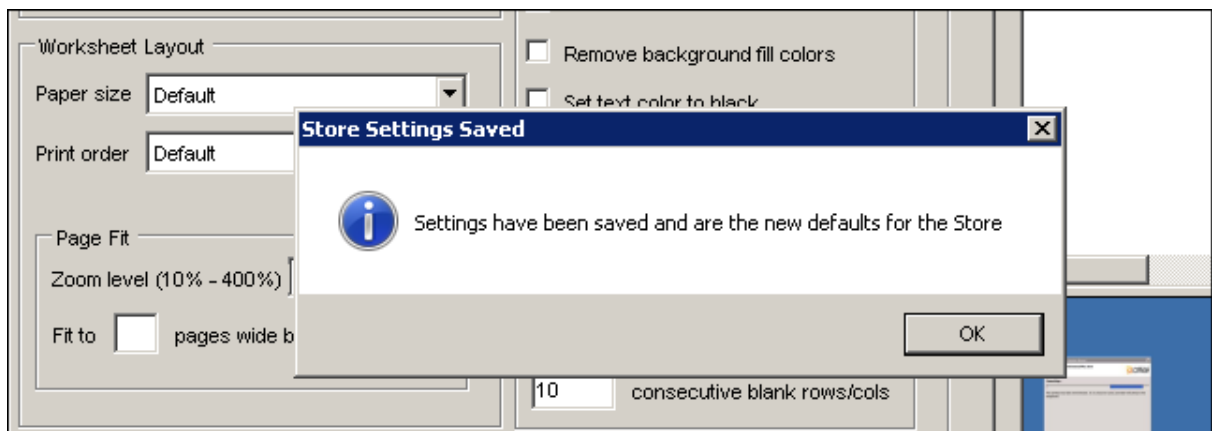 Worksheet Layout
Remove background fill colors
Paper size Default
Set text color to black
Store Settings Saved
Print order Default
Settings have been saved and are the new defaults for the Store
Page Fit
Zoom level (10% - 400%)
Fit to pages wide b
OK
10 consecutive blank rows/cols